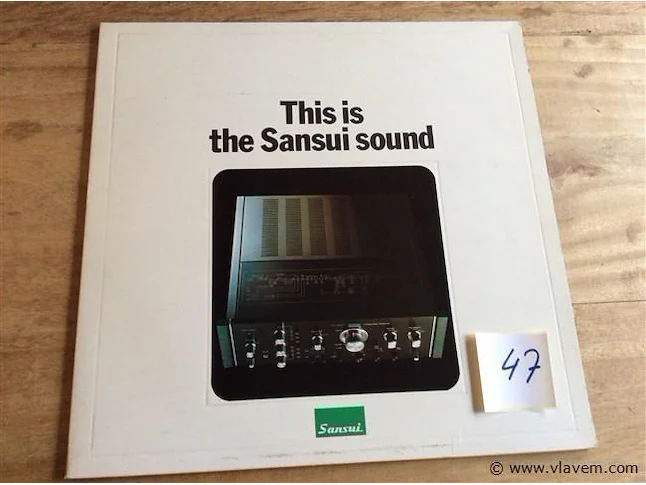 This is
the Sansui sound
Sansui
47
© www.vlavem.com